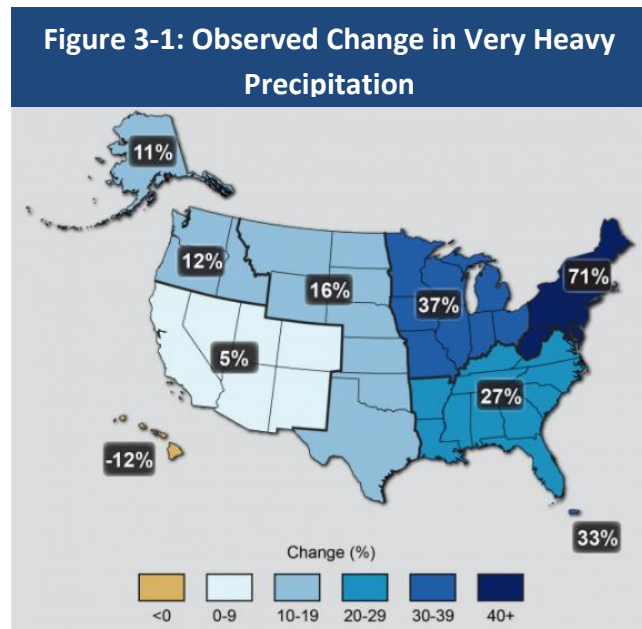 Figure 3-1: Observed Change in Very Heavy
Precipitation
11%
12%
16%
37%
71%
5%
27%
-12%
33%
Change (%)
<0 0-9 10-19 20-29 30-39 40+